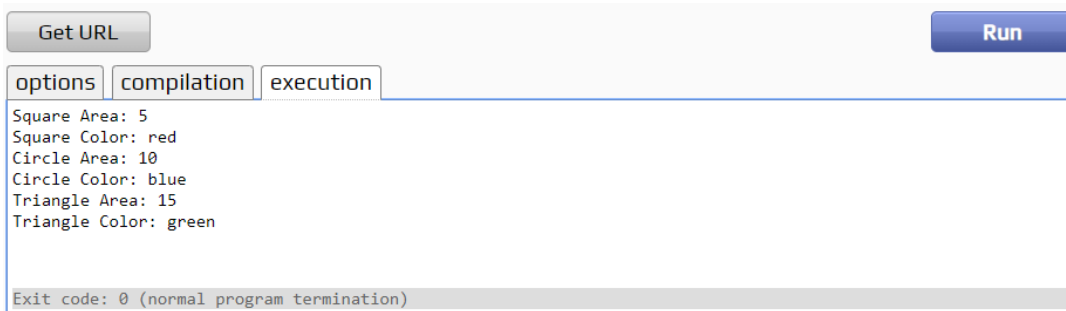 Get URL
Run
options
compilation
execution
Square Area: 5
Square Color: red
Circle Area: 10
Circle Color: blue
Triangle Area: 15
Triangle Color: green
Exit code: 0 (normal program termination)